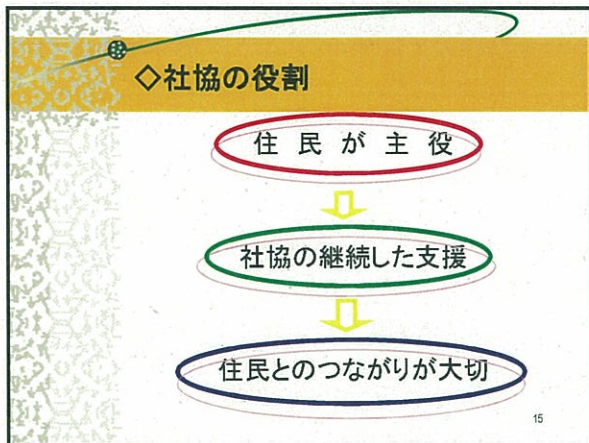 ◇社協の役割
住民が主役
社協の継続した支援
住民とのつながりが大切
15